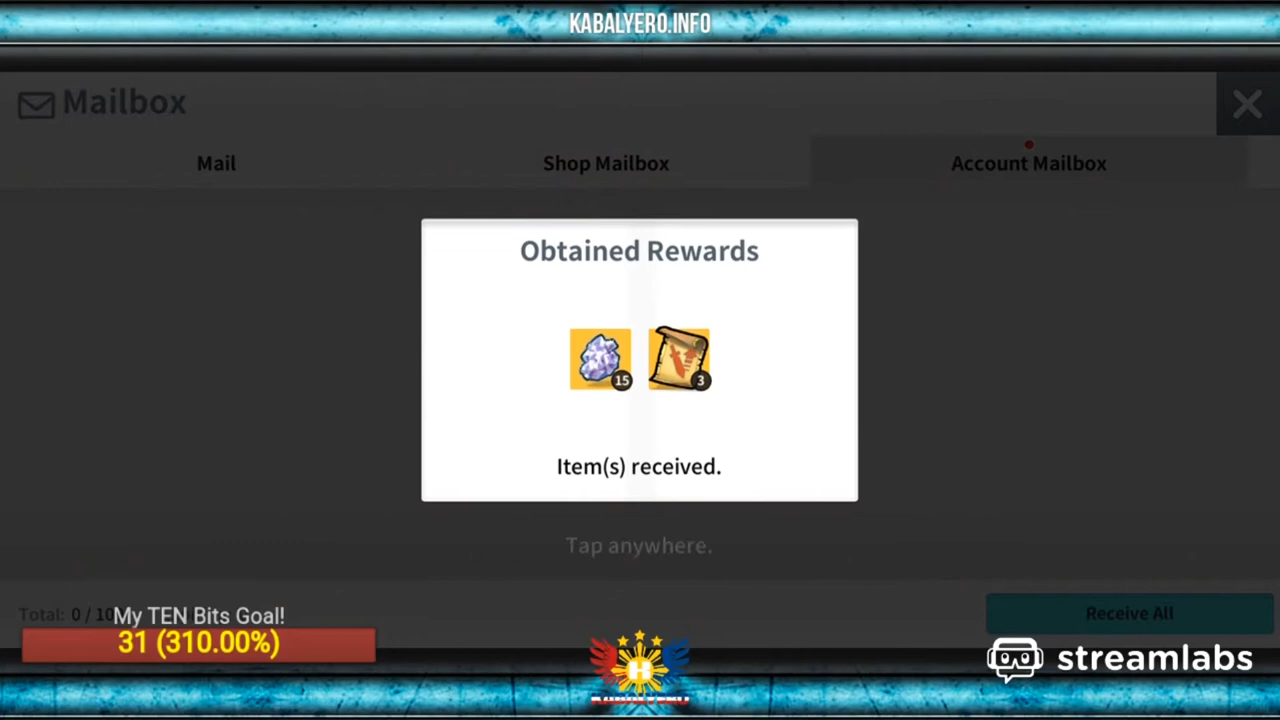 KABALYERO.INFO
Mailbox
Mail
Shop Mailbox
Account Mailbox
Obtained Rewards
15
3
Item(s) received.
Tap anywhere.
Total: 0 / 10
Receive All
My TEN Bits Goal!
31 (310.00%)
K
streamlabs